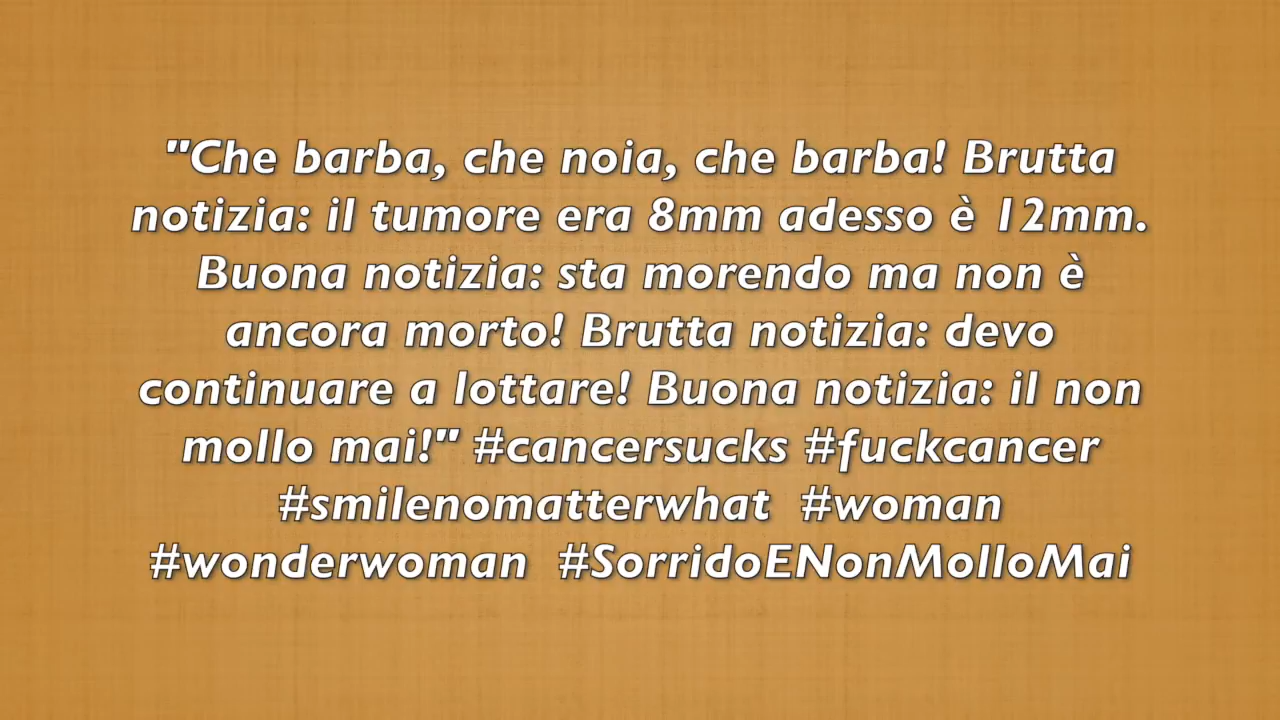 "Che barba, che noia, che barba! Brutta
notizia: il tumore era 8mm adesso è 12mm.
Buona notizia: sta morendo ma non è
ancora morto! Brutta notizia: devo
continuare a lottare! Buona notizia: il non
mollo mai!" #cancersucks #fuckcancer
#smilenomatterwhat #woman
#wonderwoman #SorridoENonMolloMai